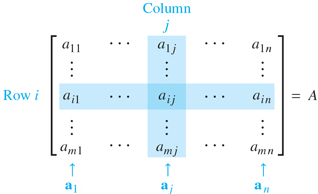 Column
j
a₁₁ ⋯ a₁ⱼ ⋯ a₁ₙ
⋮ ⋮ ⋮
Row i aᵢ₁ ⋯ aᵢⱼ ⋯ aᵢₙ = A
⋮ ⋮ ⋮
aₘ₁ ⋯ aₘⱼ ⋯ aₘₙ
↑ ↑ ↑
a₁ aⱼ aₙ